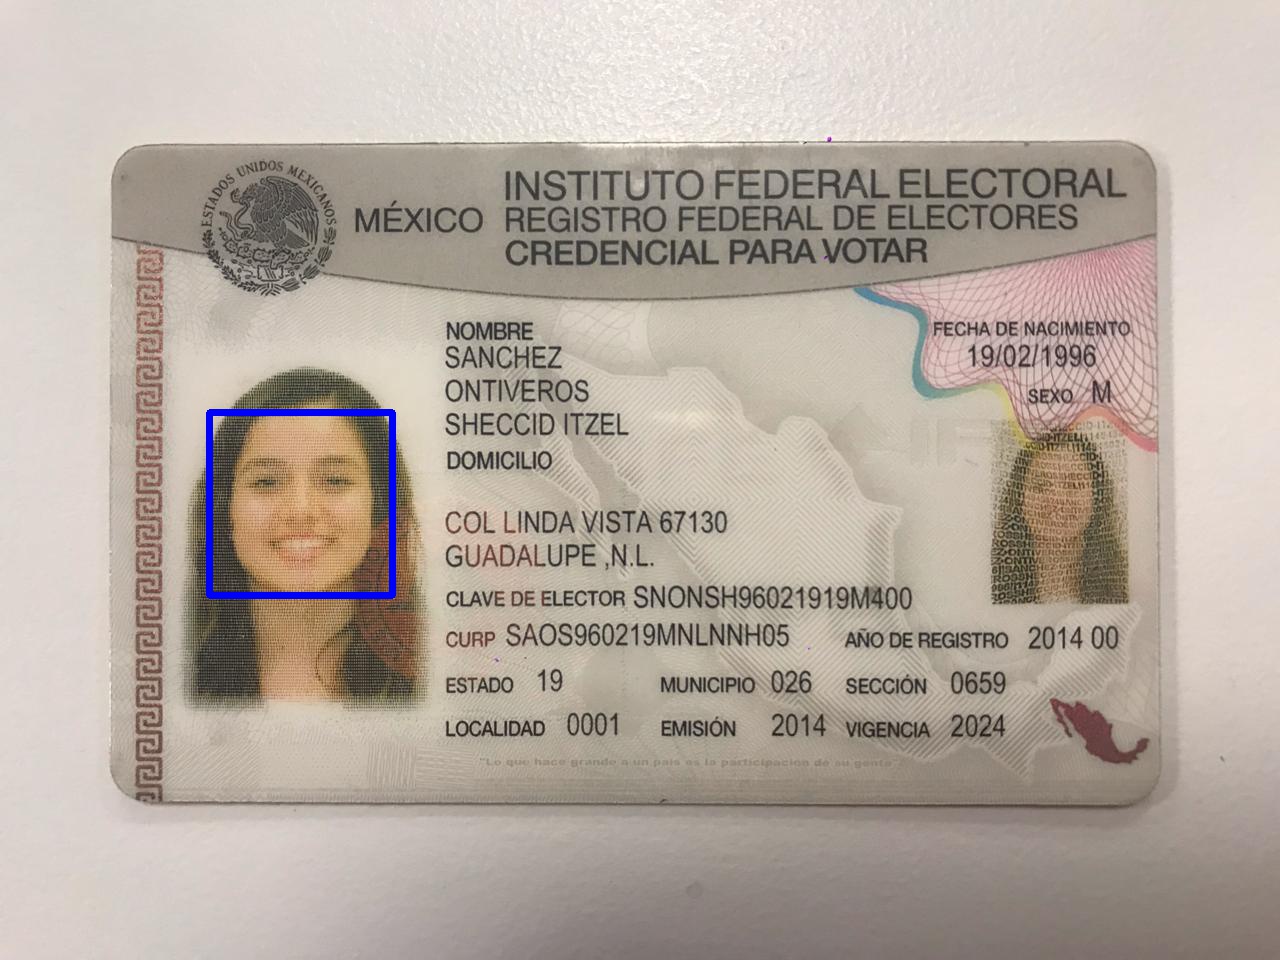 ESTADOS UNIDOS MEXICANOS
MÉXICO
INSTITUTO FEDERAL ELECTORAL
REGISTRO FEDERAL DE ELECTORES
CREDENCIAL PARA VOTAR
NOMBRE
SANCHEZ
ONTIVEROS
SHECCID ITZEL
FECHA DE NACIMIENTO
19/02/1996
SEXO M
DOMICILIO
COL LINDA VISTA 67130
GUADALUPE ,N.L.
CLAVE DE ELECTOR SNONSH96021919M400
CURP SAOS960219MNLNNH05 AÑO DE REGISTRO 2014 00
ESTADO 19 MUNICIPIO 026 SECCIÓN 0659
LOCALIDAD 0001 EMISIÓN 2014 VIGENCIA 2024
"Lo que hace grande a un país es la participación de su gente"